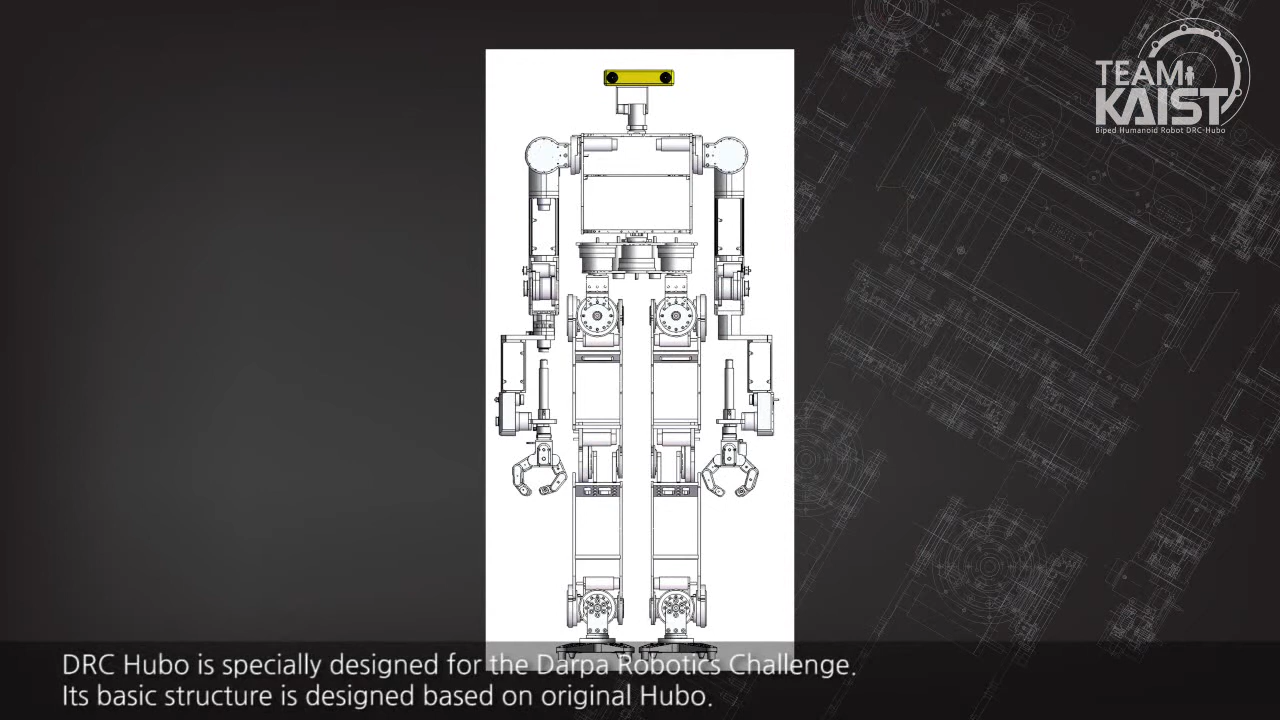 TEAM
KAIST
Biped Humanoid Robot DRC-Hubo
DRC Hubo is specially designed for the Darpa Robotics Challenge.
Its basic structure is designed based on original Hubo.